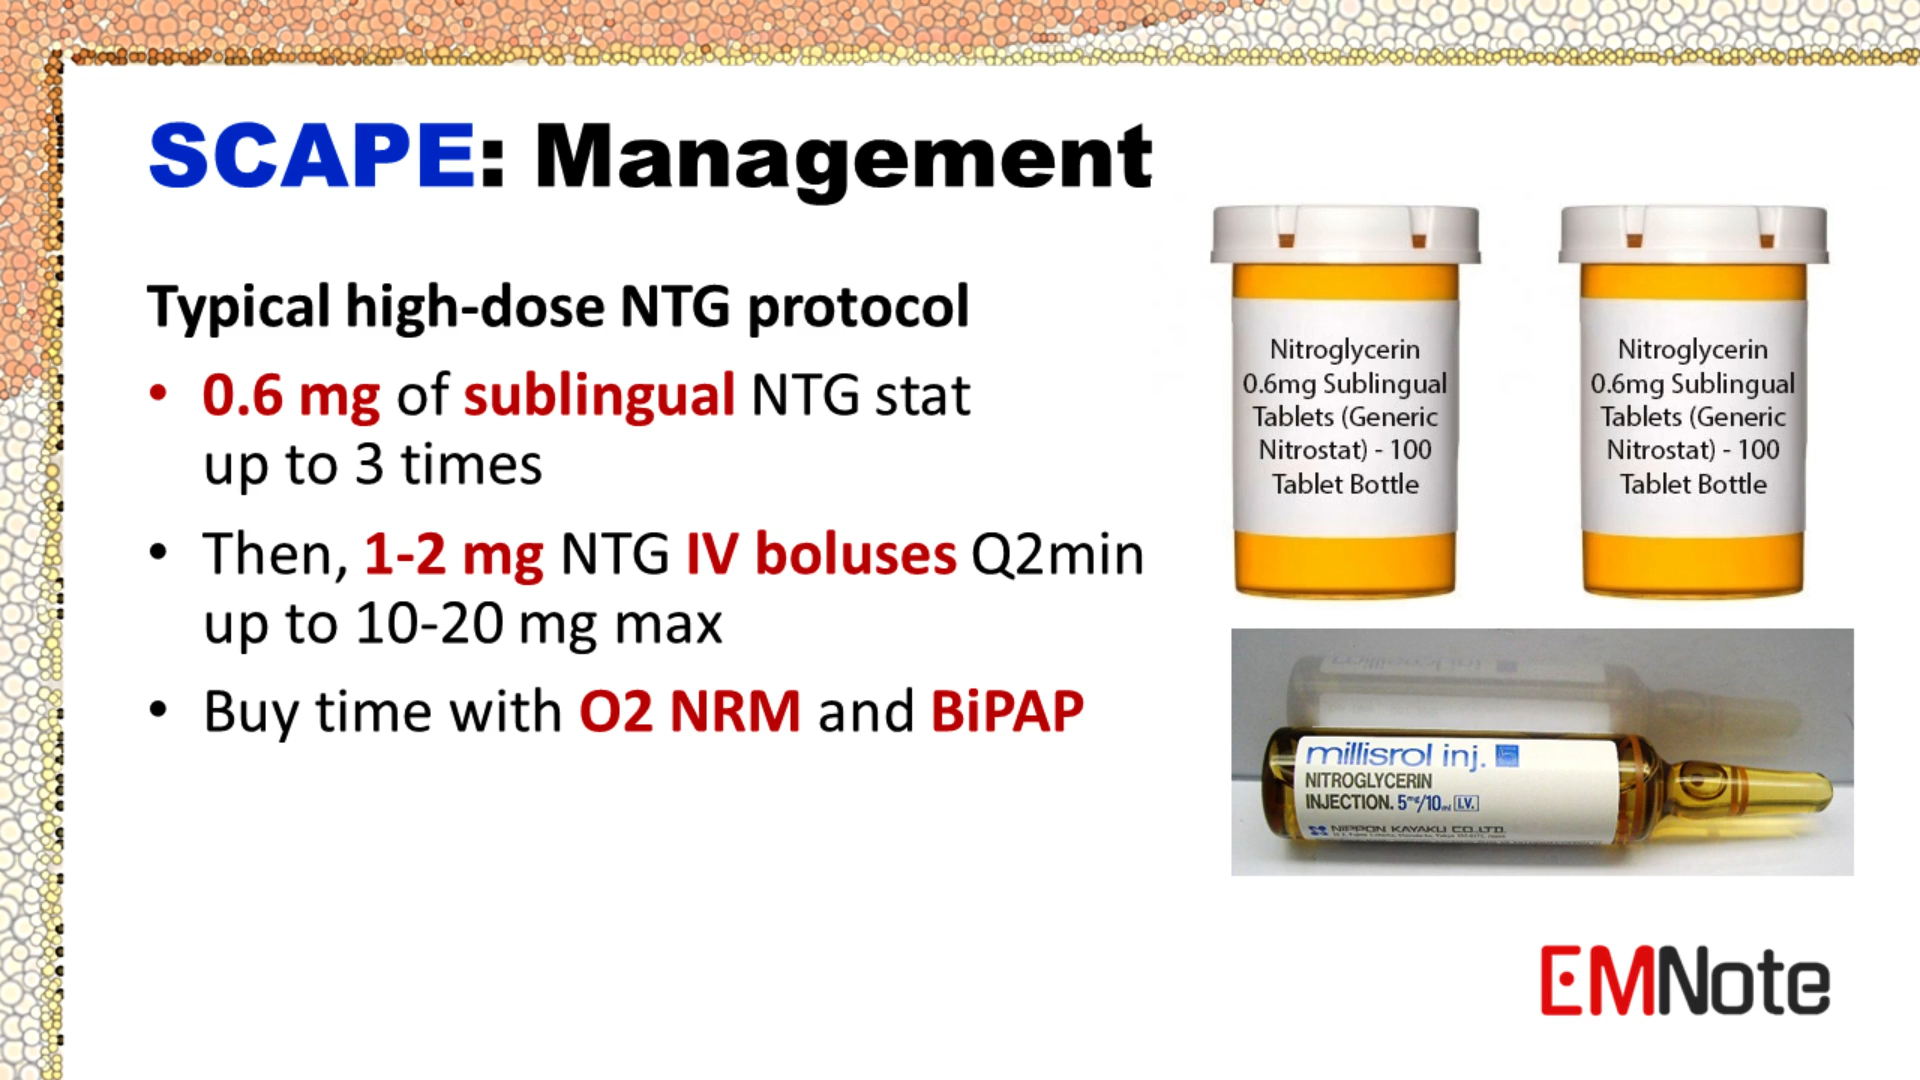 SCAPE: Management
Typical high-dose NTG protocol
• 0.6 mg of sublingual NTG stat
up to 3 times
• Then, 1-2 mg NTG IV boluses Q2min
up to 10-20 mg max
• Buy time with O2 NRM and BiPAP
Nitroglycerin
0.6mg Sublingual
Tablets (Generic
Nitrostat) - 100
Tablet Bottle
Nitroglycerin
0.6mg Sublingual
Tablets (Generic
Nitrostat) - 100
Tablet Bottle
millisrol inj.
NITROGLYCERIN
INJECTION. 5mg/10ml I.V.
NIPPON KAYAKU CO.,LTD.
EMNote